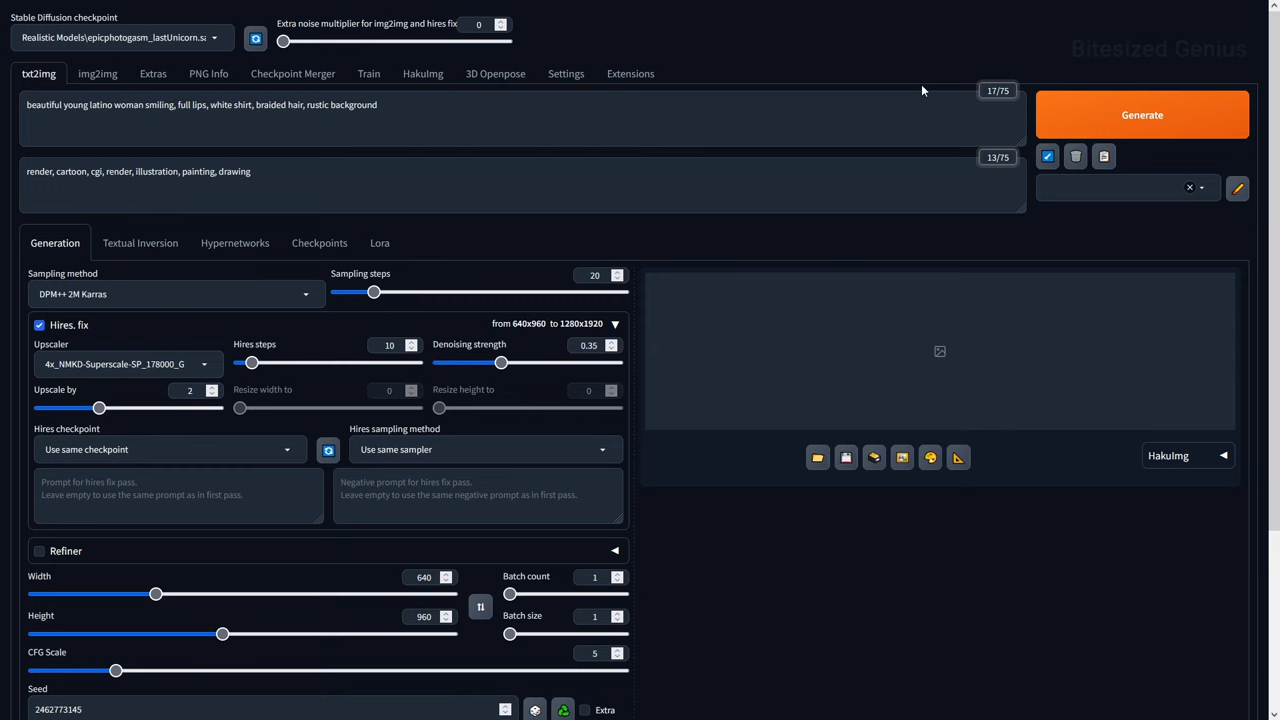 Stable Diffusion checkpoint
Realistic Models\epicphotogasm_lastUnicorn.sa
Extra noise multiplier for img2img and hires fix
0
Bitesized Genius
txt2img
img2img
Extras
PNG Info
Checkpoint Merger
Train
HakuImg
3D Openpose
Settings
Extensions
17/75
beautiful young latino woman smiling, full lips, white shirt, braided hair, rustic background
Generate
13/75
render, cartoon, cgi, render, illustration, painting, drawing
Generation
Textual Inversion
Hypernetworks
Checkpoints
Lora
Sampling method
DPM++ 2M Karras
Sampling steps
20
Hires. fix
from 640x960 to 1280x1920
Upscaler
4x_NMKD-Superscale-SP_178000_G
Hires steps
10
Denoising strength
0.35
Upscale by
2
Resize width to
0
Resize height to
0
Hires checkpoint
Use same checkpoint
Hires sampling method
Use same sampler
Prompt for hires fix pass.
Leave empty to use the same prompt as in first pass.
Negative prompt for hires fix pass.
Leave empty to use the same negative prompt as in first pass.
HakuImg
Refiner
Width
640
Batch count
1
Height
960
Batch size
1
CFG Scale
5
Seed
2462773145
Extra